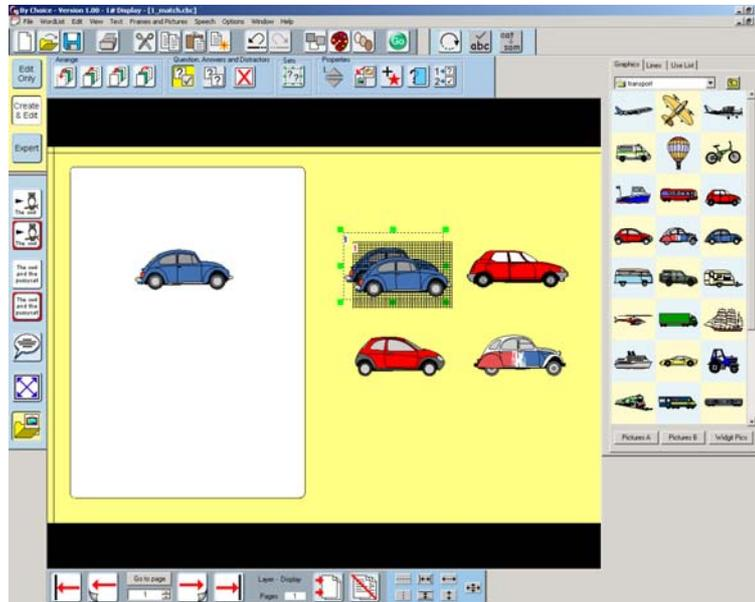 By Choice - Version 1.00 - 1# Display - [1_match.cbc]
File WordList Edit View Text Frames and Pictures Speech Options Window Help
Go
abc
cat
som
Edit Only
Arrange
Question, Answers and Distractors
Sets
Properties
Create & Edit
Expert
The owl
The owl
The owl and the pussycat
The owl and the pussycat
Graphics Lines Use List
transport
Pictures A Pictures B Widgit Pics
Go to page
1
Layer - Display
Pages 1